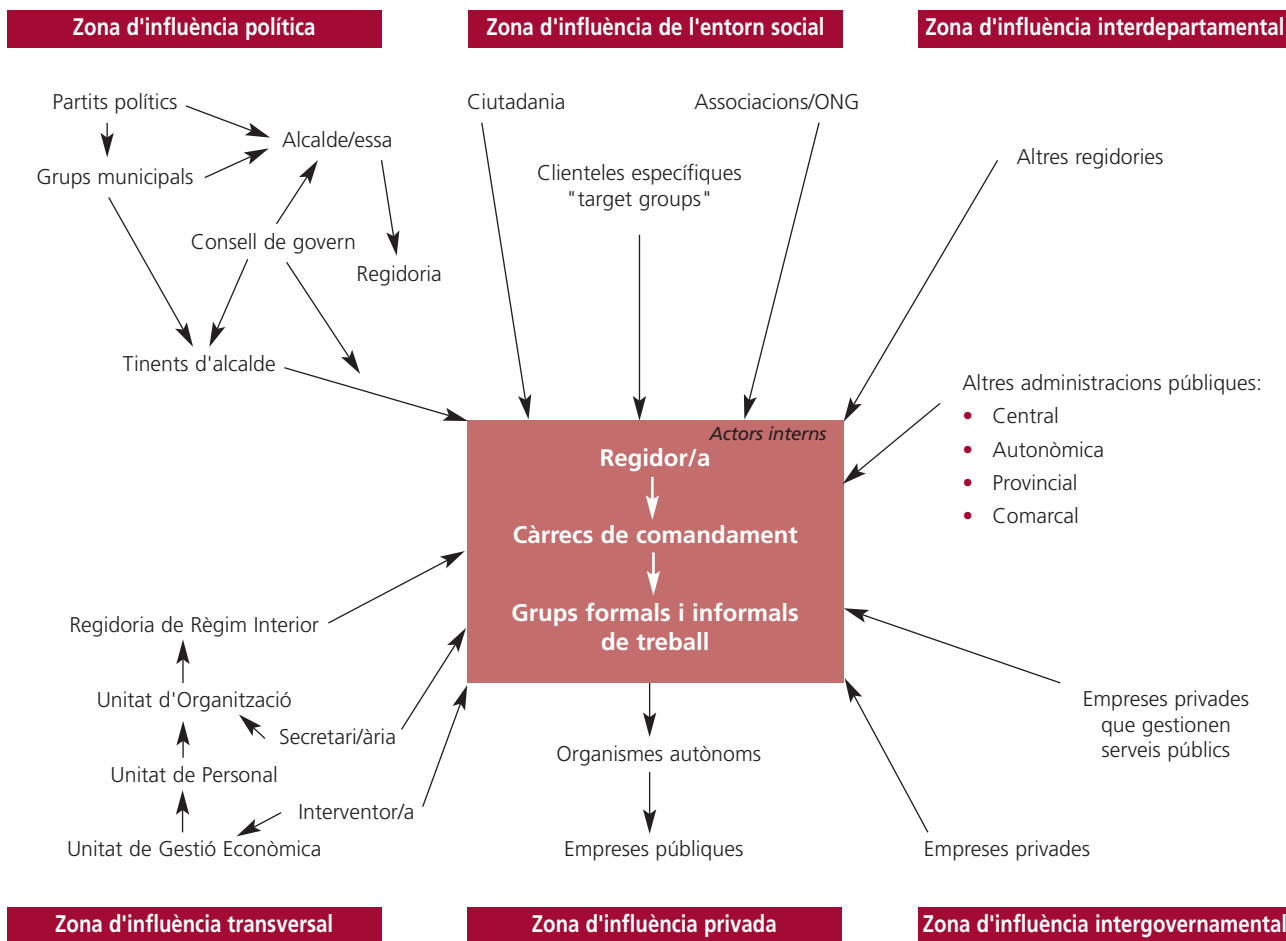 Zona d'influència política
Zona d'influència de l'entorn social
Zona d'influència interdepartamental
Partits polítics
Alcalde/essa
Grups municipals
Consell de govern
Regidoria
Tinents d'alcalde
Ciutadania
Associacions/ONG
Clienteles específiques
"target groups"
Altres regidories
Altres administracions públiques:
• Central
• Autonòmica
• Provincial
• Comarcal
Actors interns
Regidor/a
Càrrecs de comandament
Grups formals i informals
de treball
Regidoria de Règim Interior
Unitat d'Organització
Secretari/ària
Unitat de Personal
Interventor/a
Unitat de Gestió Econòmica
Organismes autònoms
Empreses públiques
Empreses privades
que gestionen
serveis públics
Empreses privades
Zona d'influència transversal
Zona d'influència privada
Zona d'influència intergovernamental